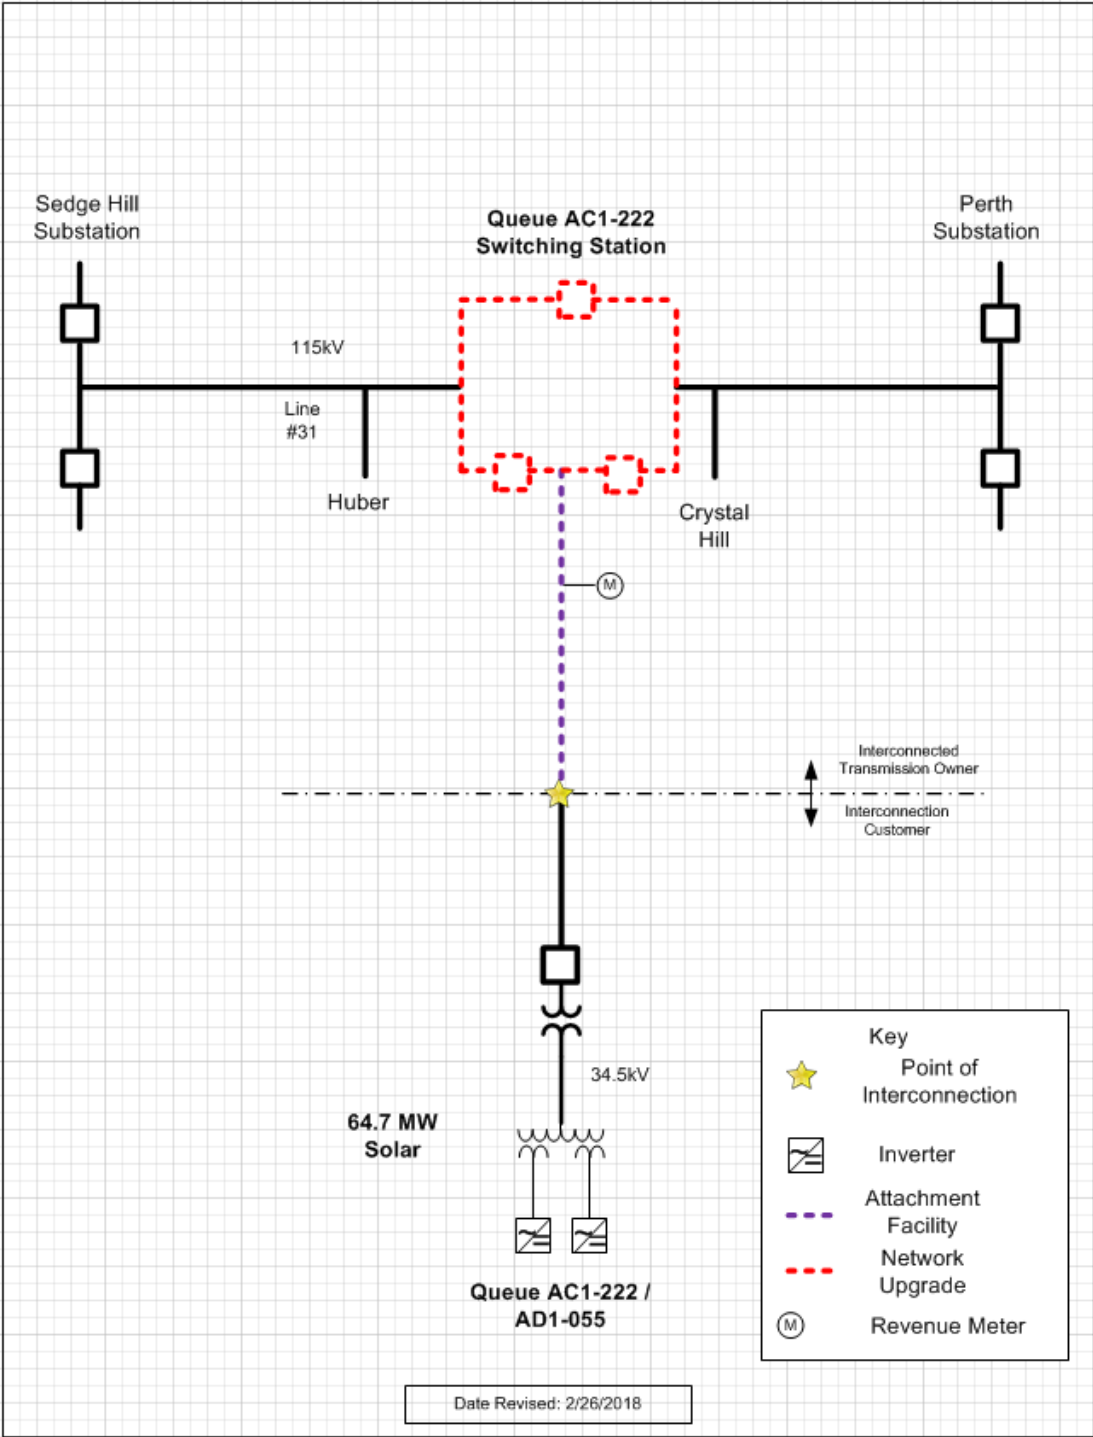 Sedge Hill
Substation
Queue AC1-222
Switching Station
Perth
Substation
115kV
Line
#31
Huber
Crystal
Hill
M
Interconnected
Transmission Owner
Interconnection
Customer
34.5kV
64.7 MW
Solar
Queue AC1-222 /
AD1-055
Key
Point of
Interconnection
Inverter
Attachment
Facility
Network
Upgrade
M
Revenue Meter
Date Revised: 2/26/2018